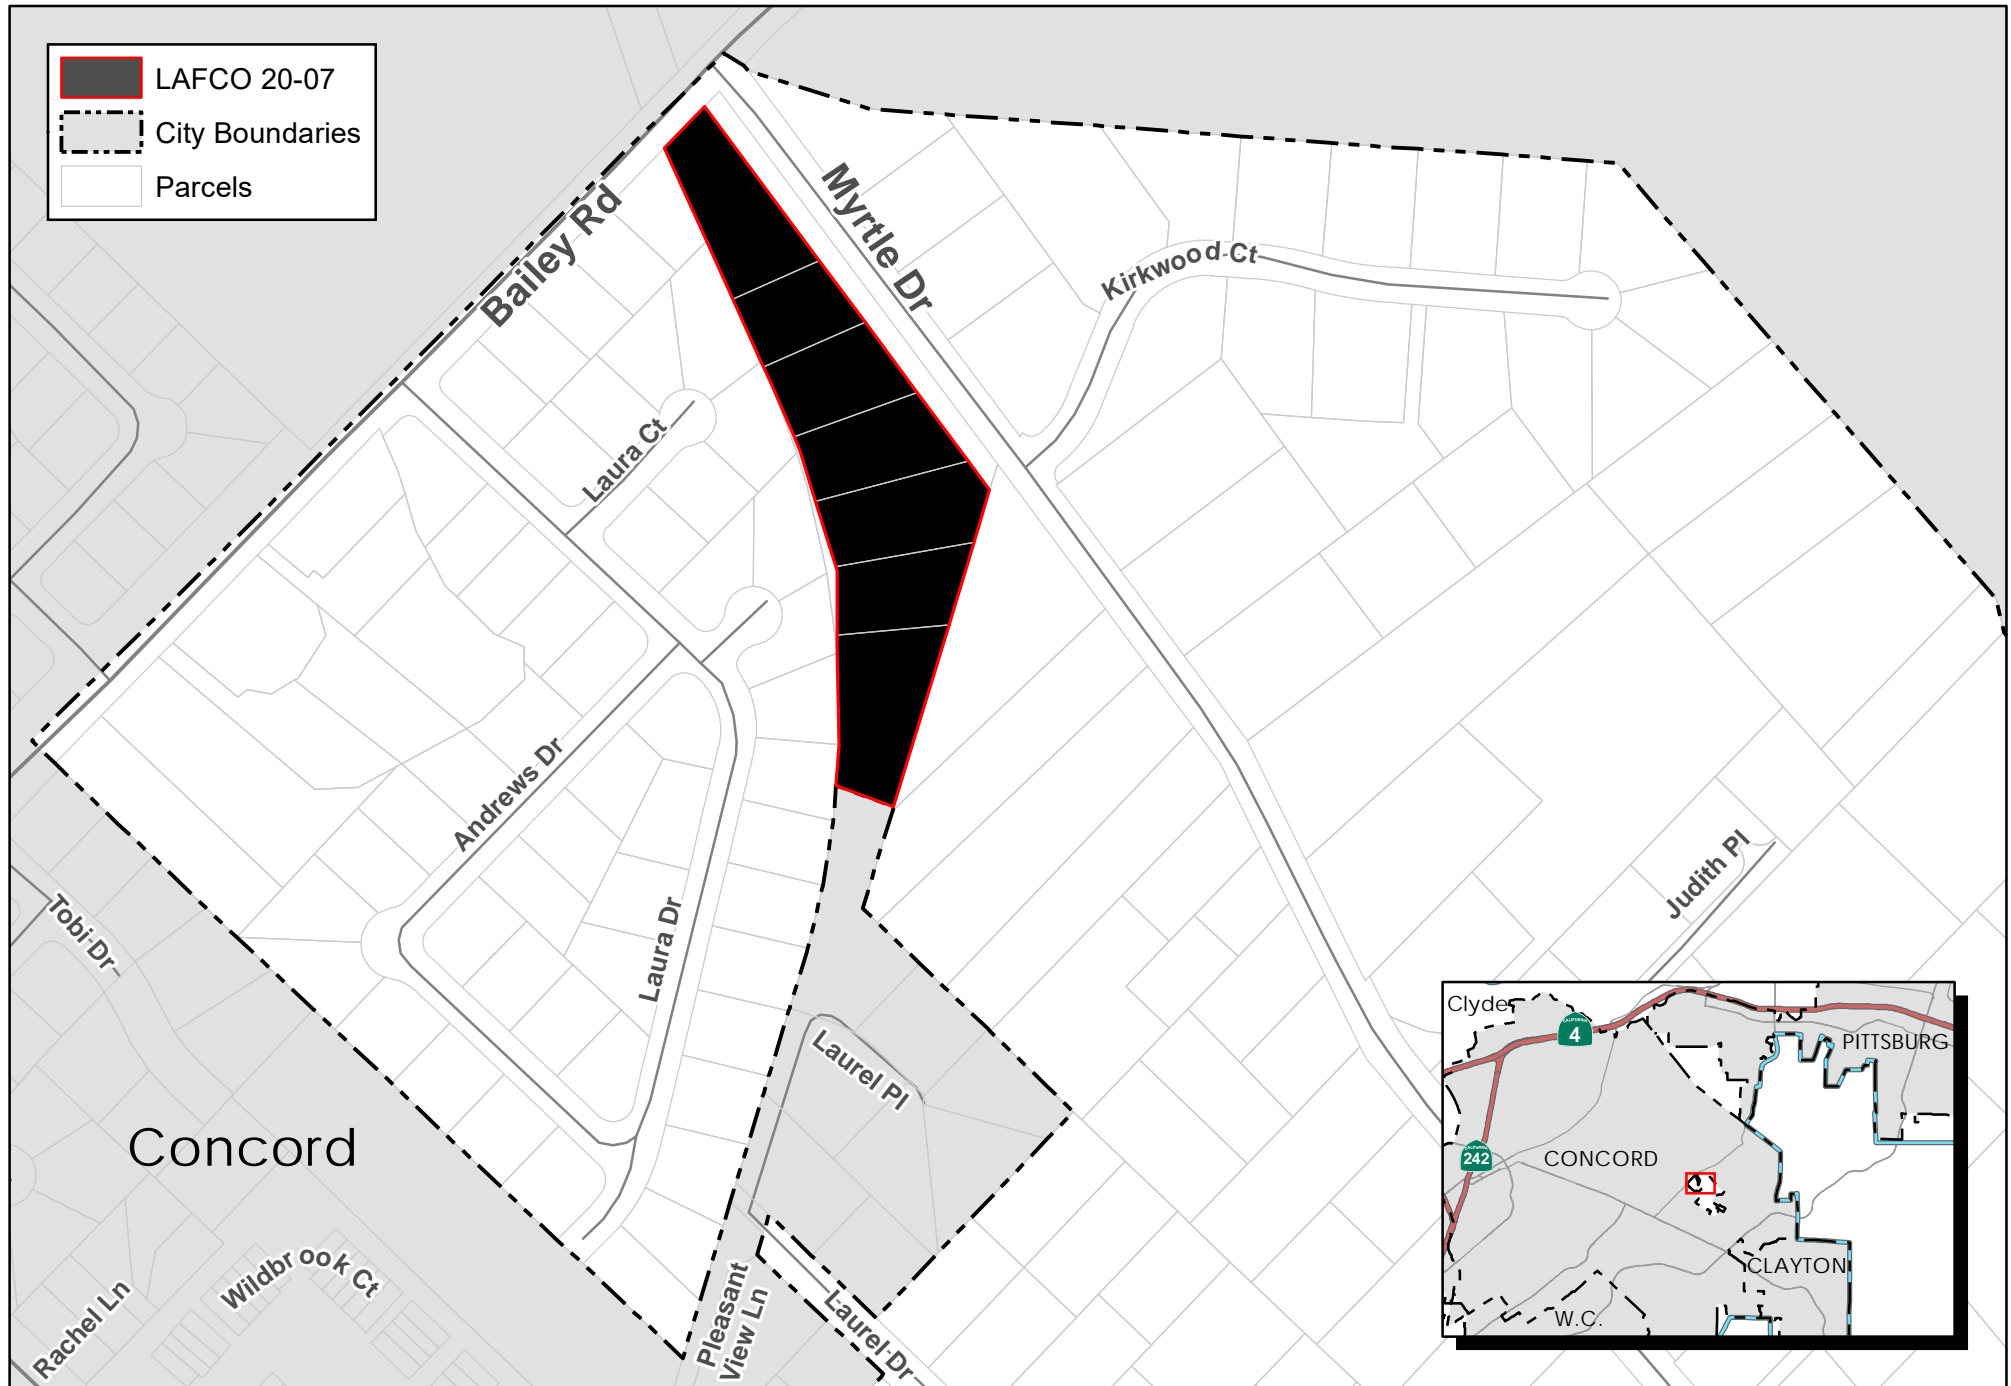 LAFCO 20-07
City Boundaries
Parcels
Bailey Rd
Myrtle Dr
Kirkwood Ct
Laura Ct
Andrews Dr
Laura Dr
Judith Pl
Tobi Dr
Laurel Pl
Concord
Wildbrook Ct
Rachel Ln
Pleasant
View Ln
Laurel Dr
Clyde
CALIFORNIA
4
PITTSBURG
CALIFORNIA
242
CONCORD
CLAYTON
W.C.